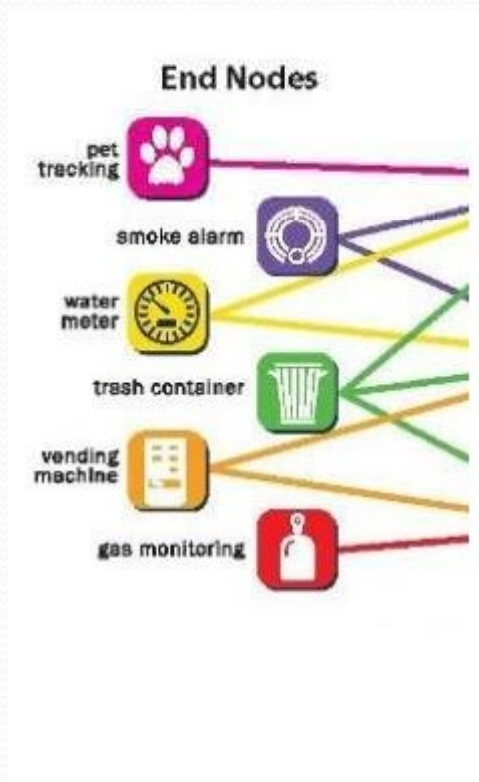 End Nodes
pet
tracking
smoke alarm
water
meter
trash container
vending
machine
gas monitoring